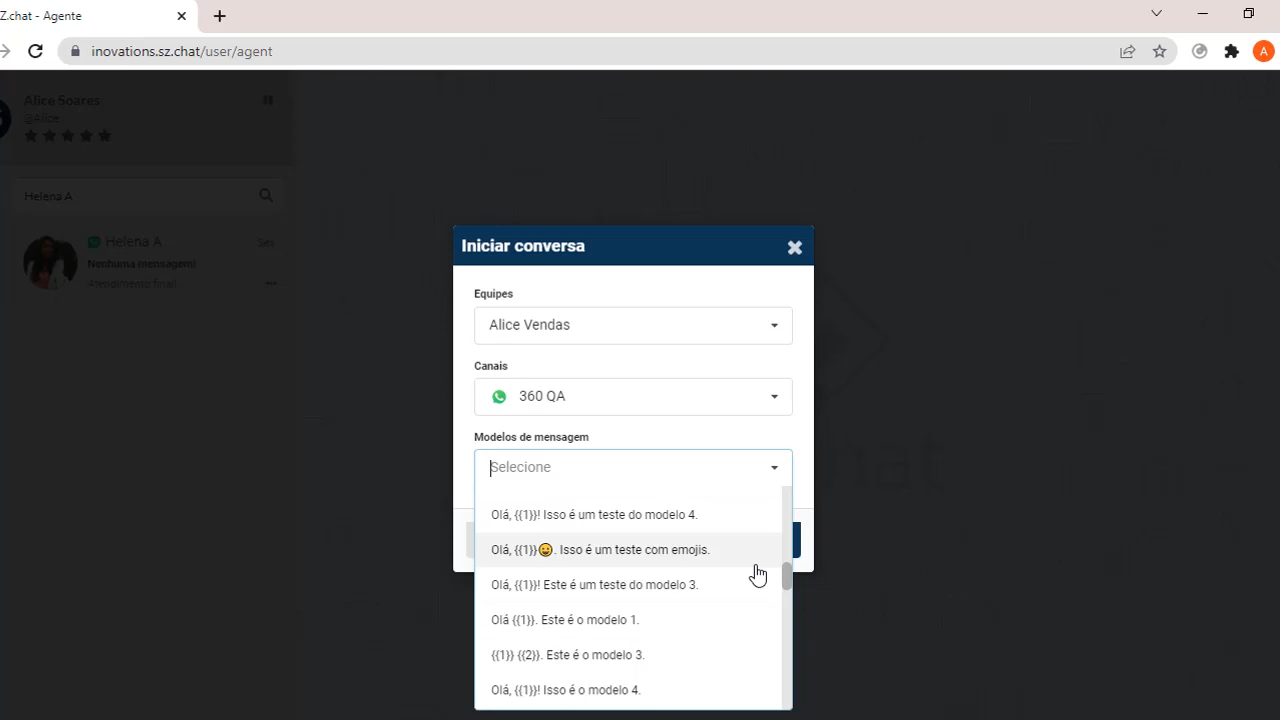 Z.chat - Agente
inovations.sz.chat/user/agent
A
Alice Soares
@Alice
Helena A
Helena A ...
Sex
Nenhuma mensagem!
Atendimento final...
Iniciar conversa
Equipes
Alice Vendas
Canais
360 QA
Modelos de mensagem
Selecione
Olá, {{1}}! Isso é um teste do modelo 4.
Olá, {{1}}😜. Isso é um teste com emojis.
Olá, {{1}}! Este é um teste do modelo 3.
Olá {{1}}. Este é o modelo 1.
{{1}} {{2}}. Este é o modelo 3.
Olá, {{1}}! Isso é o modelo 4.